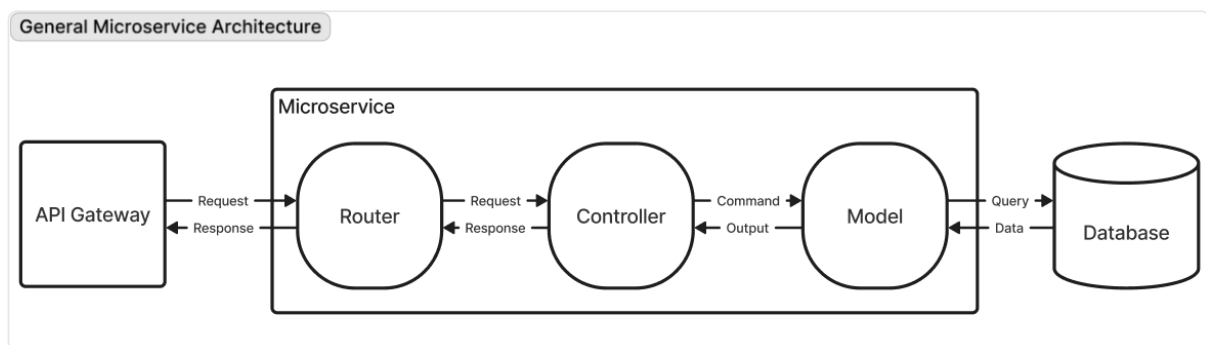 General Microservice Architecture
Microservice
API Gateway
Request
Response
Router
Request
Response
Controller
Command
Output
Model
Query
Data
Database